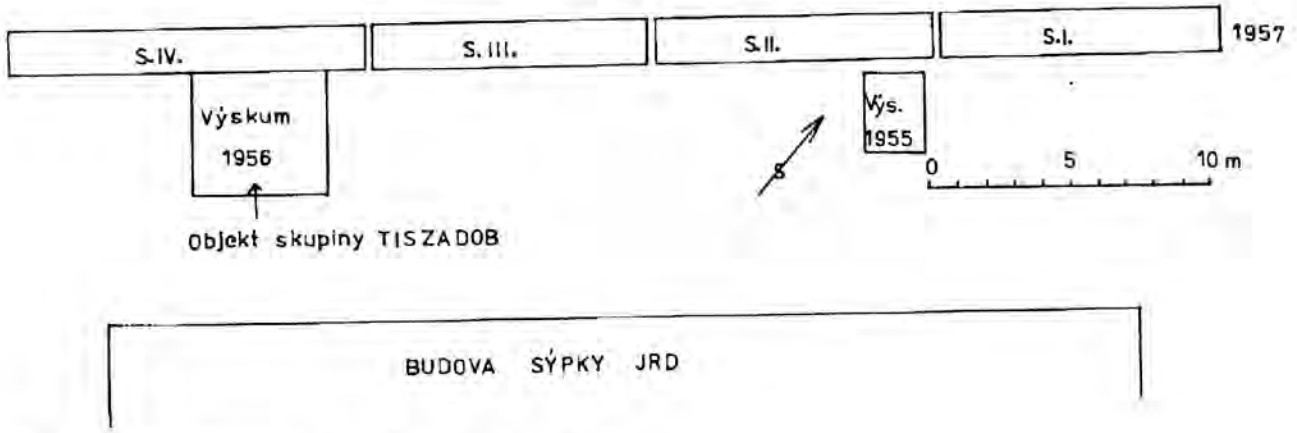 S.IV.
S.III.
S.II.
S.I.
1957
Výskum
1956
Výs.
1955
S
0 5 10 m
Objekt skupiny TISZADOB
BUDOVA SÝPKY JRD